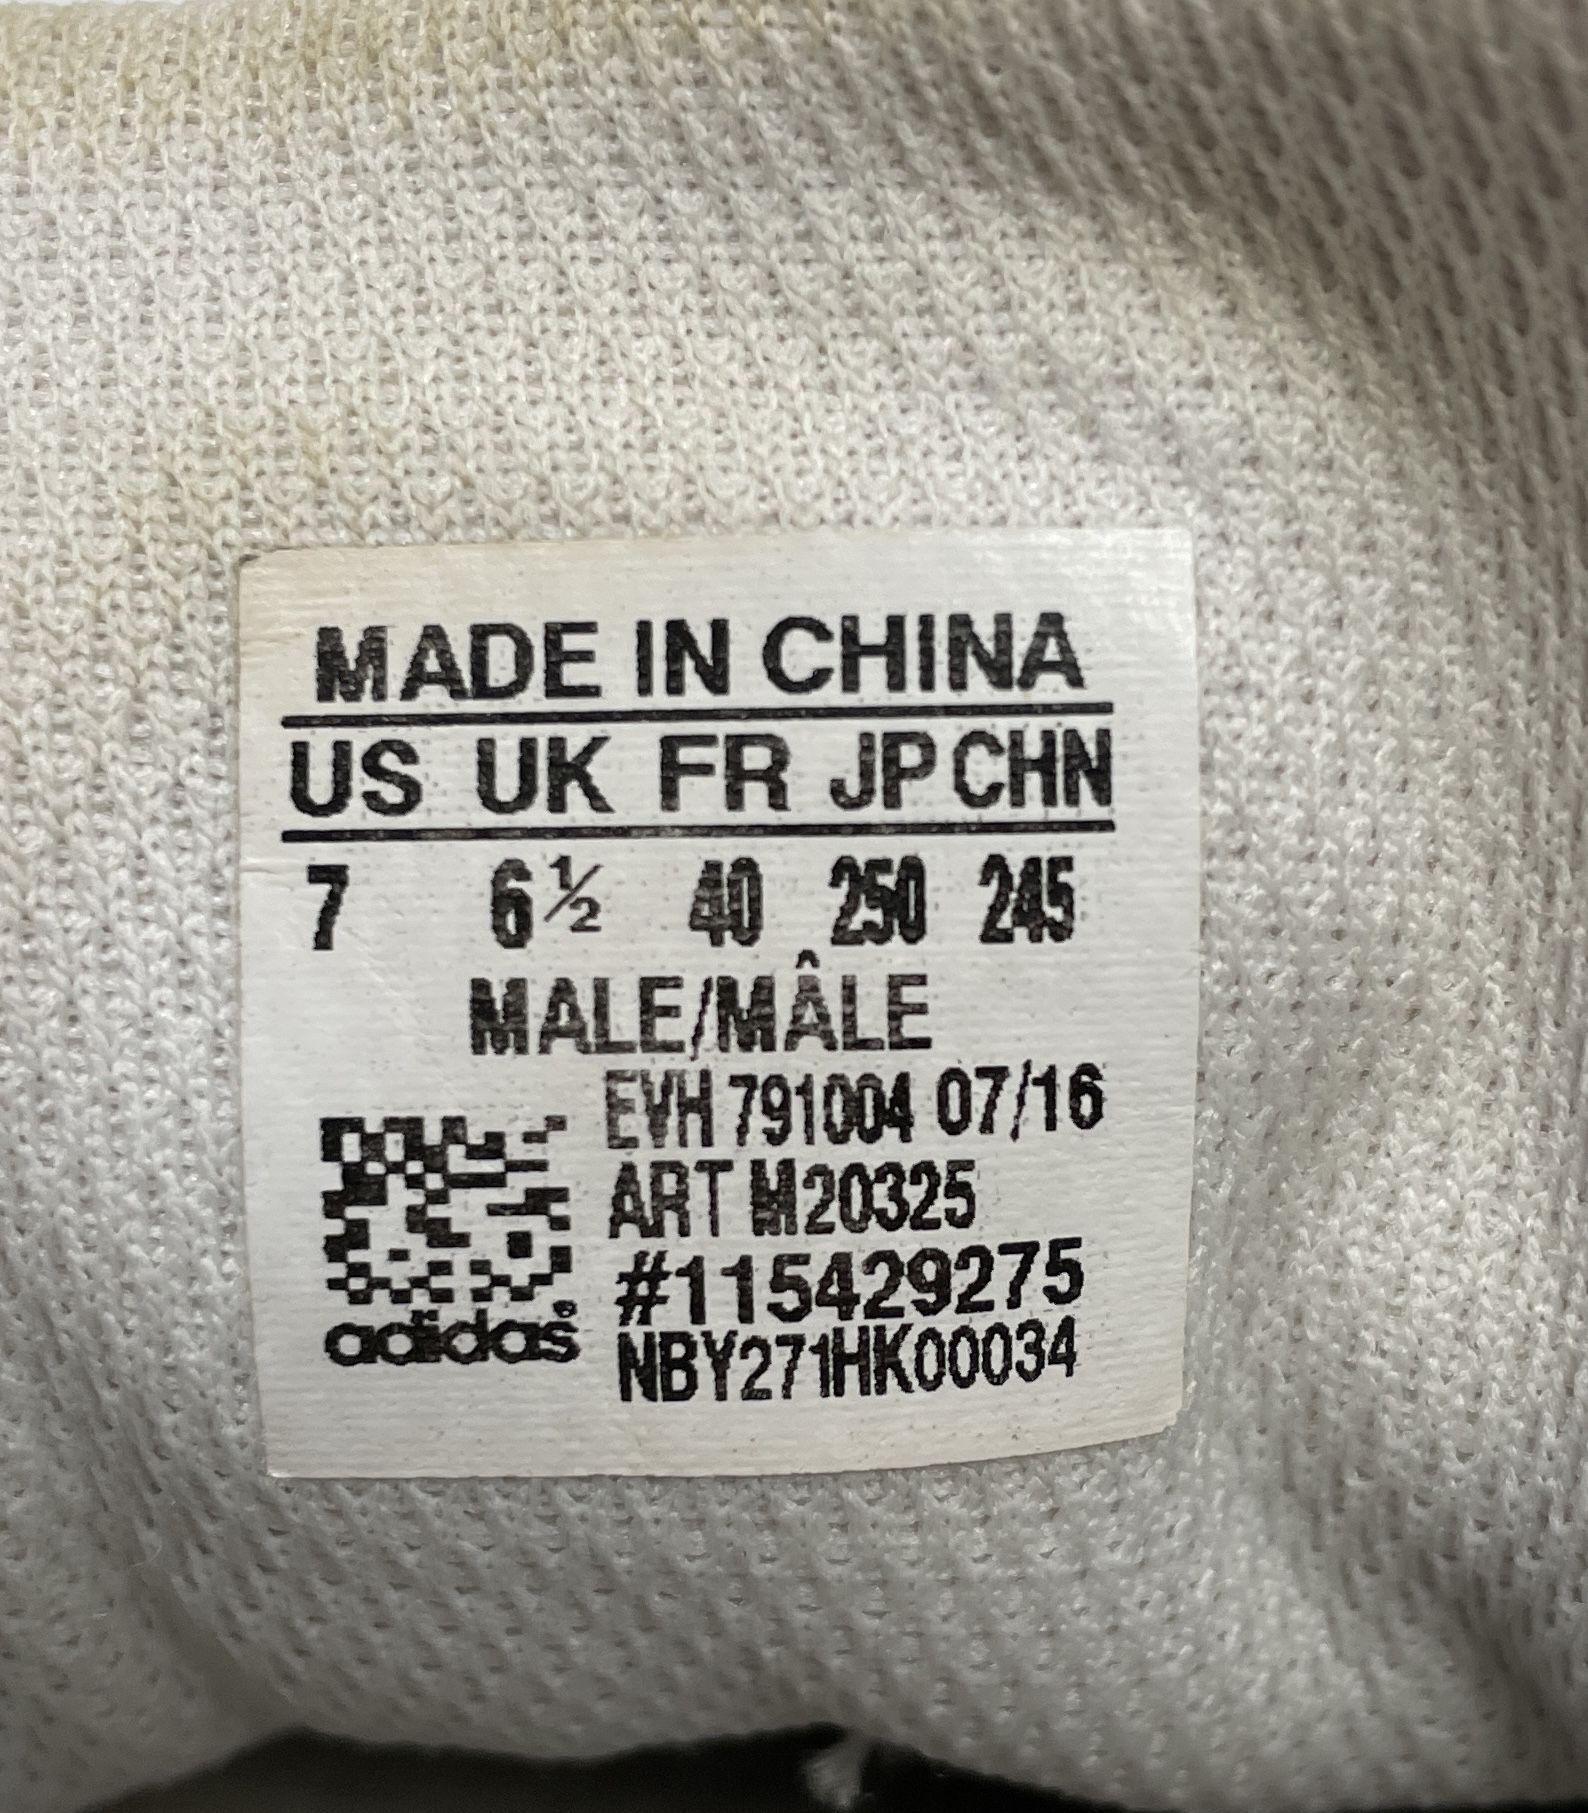 MADE IN CHINA
US UK FR JP CHN
7 6½ 40 250 245
MALE/MÂLE
EVH 791004 07/16
ART M20325
#115429275
NBY271HK00034
adidas®